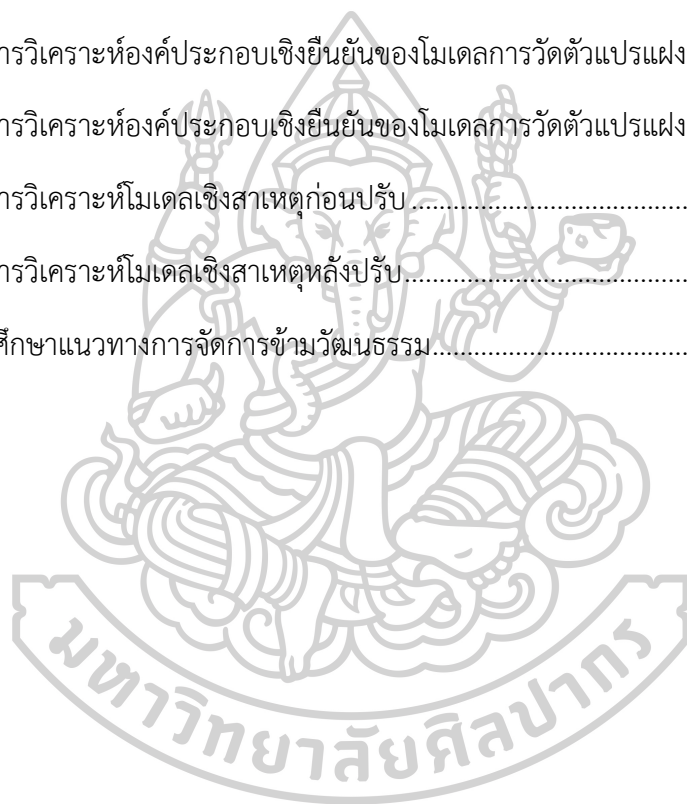 ารวิเคราะห์องค์ประกอบเชิงยืนยันของโมเดลการวัดตัวแปรแฝง
ารวิเคราะห์องค์ประกอบเชิงยืนยันของโมเดลการวัดตัวแปรแฝง
ารวิเคราะห์โมเดลเชิงสาเหตุก่อนปรับ......................................
ารวิเคราะห์โมเดลเชิงสาเหตุหลังปรับ.......................................
ศึกษาแนวทางการจัดการข้ามวัฒนธรรม...................................
มหาวิทยาลัยศิลปากร